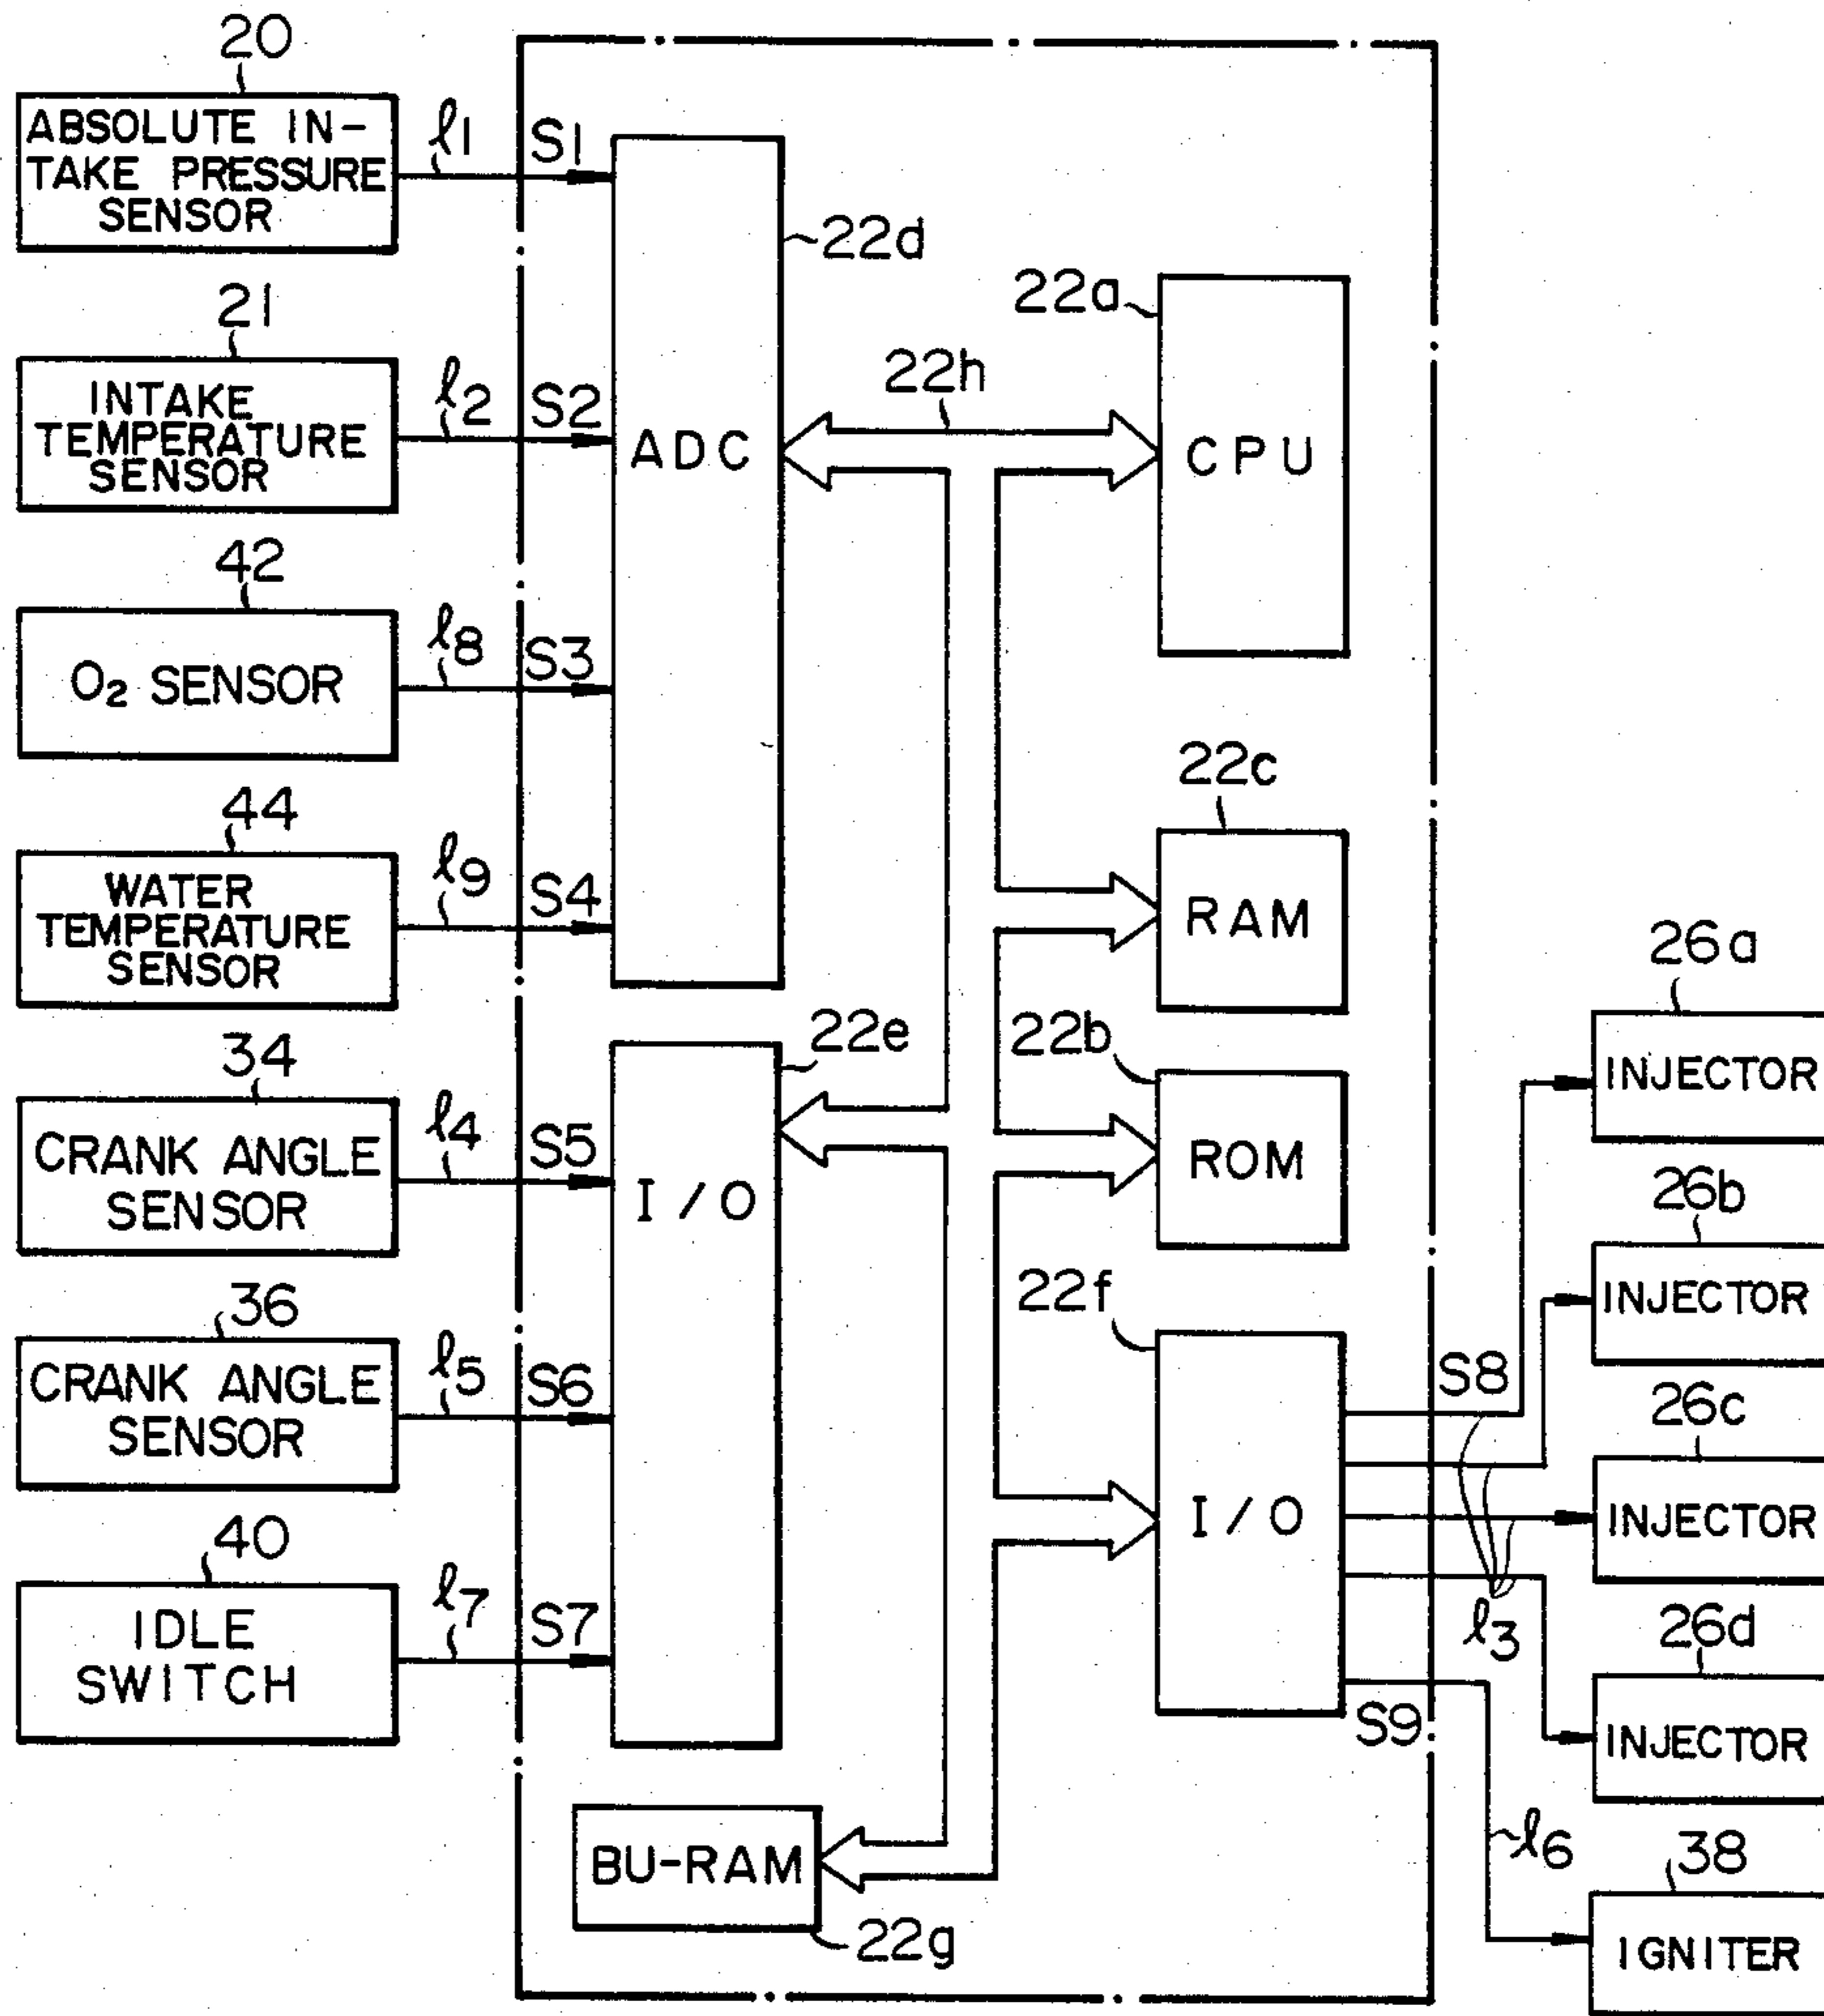 20
ABSOLUTE IN-
TAKE PRESSURE
SENSOR
ℓ1
S1
22d
21
INTAKE
TEMPERATURE
SENSOR
ℓ2
S2
ADC
22h
22a
CPU
42
O₂ SENSOR
ℓ8
S3
44
WATER
TEMPERATURE
SENSOR
ℓ9
S4
22c
RAM
34
CRANK ANGLE
SENSOR
ℓ4
S5
22e
I/O
22b
ROM
36
CRANK ANGLE
SENSOR
ℓ5
S6
22f
I/O
40
IDLE
SWITCH
ℓ7
S7
BU-RAM
22g
26a
INJECTOR
26b
INJECTOR
S8
26c
INJECTOR
ℓ3
26d
INJECTOR
S9
ℓ6
38
IGNITER